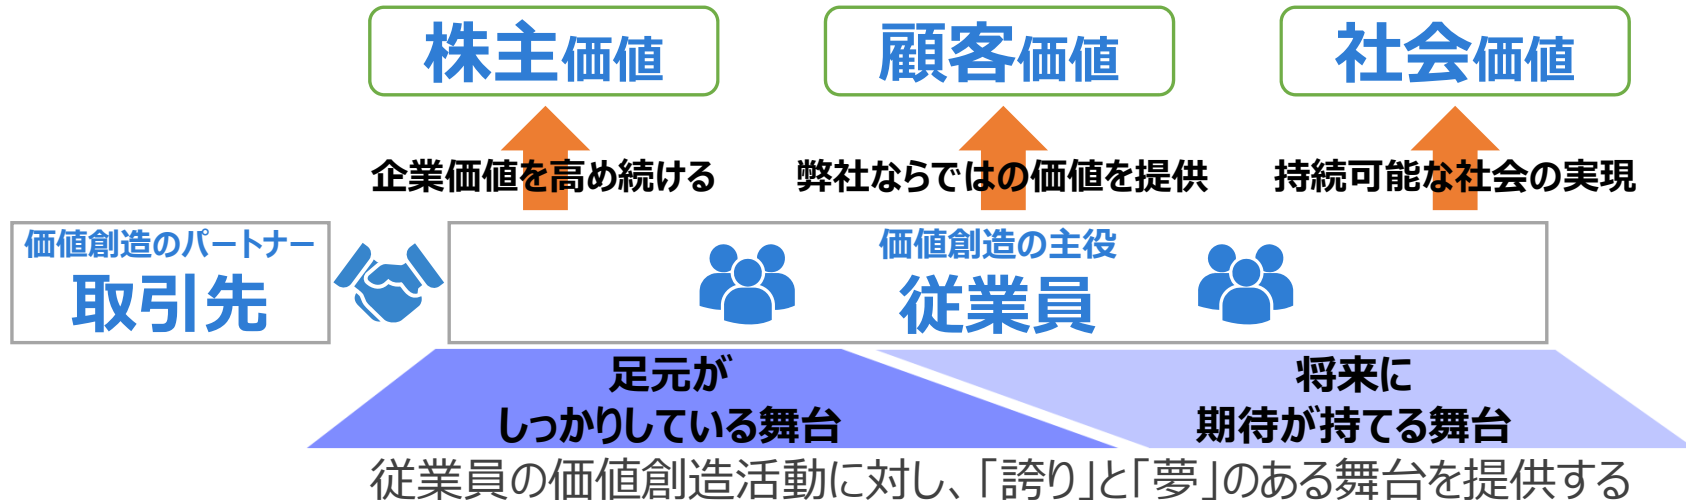 株主価値
顧客価値
社会価値
企業価値を高め続ける
弊社ならではの価値を提供
持続可能な社会の実現
価値創造のパートナー
取引先
価値創造の主役
従業員
足元が
しっかりしている舞台
将来に
期待が持てる舞台
従業員の価値創造活動に対し、「誇り」と「夢」のある舞台を提供する